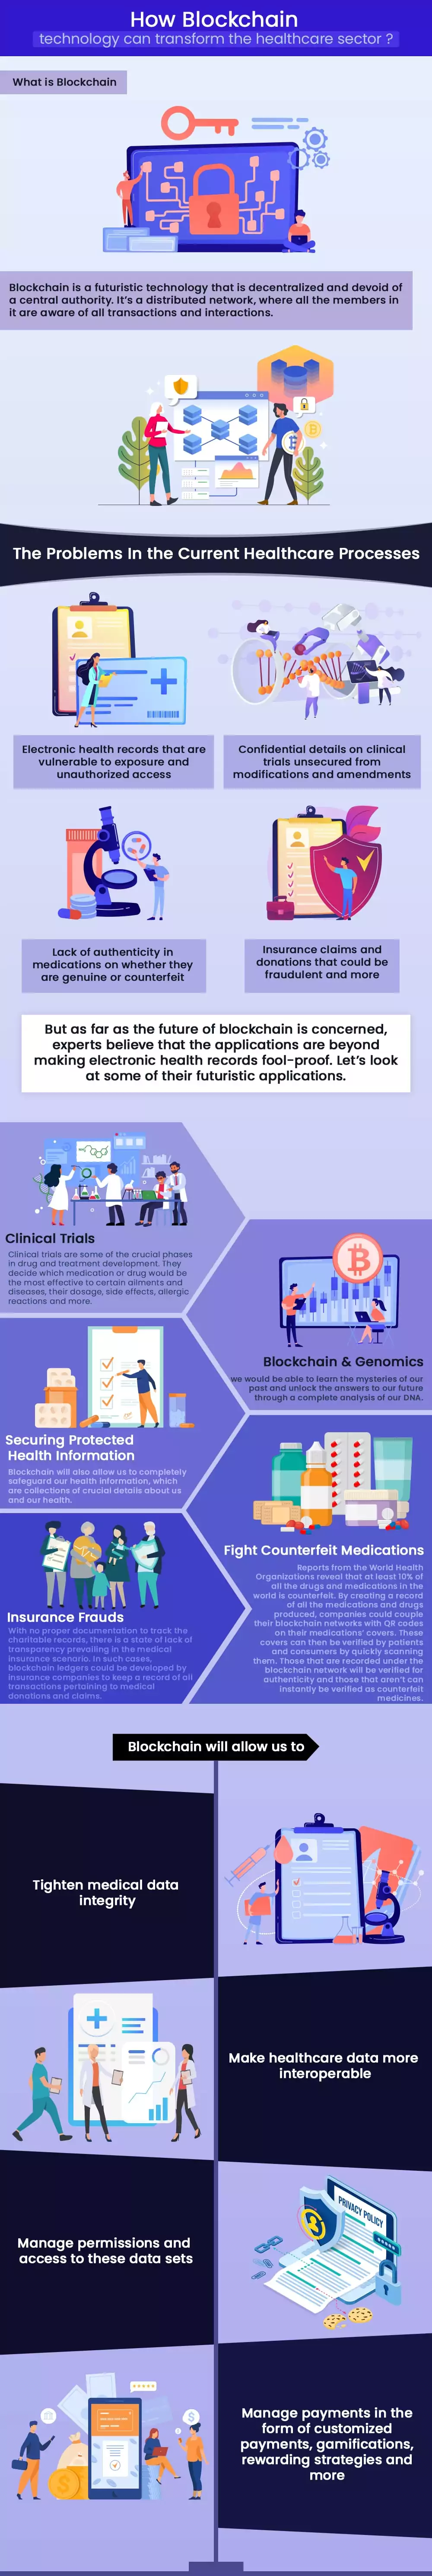 How Blockchain
technology can transform the healthcare sector ?
What is Blockchain
Blockchain is a futuristic technology that is decentralized and devoid of
a central authority. It's a distributed network, where all the members in
it are aware of all transactions and interactions.
The Problems In the Current Healthcare Processes
Electronic health records that are
vulnerable to exposure and
unauthorized access
Confidential details on clinical
trials unsecured from
modifications and amendments
Lack of authenticity in
medications on whether they
are genuine or counterfeit
Insurance claims and
donations that could be
fraudulent and more
But as far as the future of blockchain is concerned,
experts believe that the applications are beyond
making electronic health records fool-proof. Let's look
at some of their futuristic applications.
Clinical Trials
Clinical trials are some of the crucial phases
in drug and treatment development. They
decide which medication or drug would be
the most effective to certain ailments and
diseases, their dosage, side effects, allergic
reactions and more.
Blockchain & Genomics
we would be able to learn the mysteries of our
past and unlock the answers to our future
through a complete analysis of our DNA.
Securing Protected
Health Information
Blockchain will also allow us to completely
safeguard our health information, which
are collections of crucial details about us
and our health.
Fight Counterfeit Medications
Reports from the World Health
Organizations reveal that at least 10% of
all the drugs and medications in the
world is counterfeit. By creating a record
of all the medications and drugs
produced, companies could couple
their blockchain networks with QR codes
on their medications' covers. These
covers can then be verified by patients
and consumers by quickly scanning
them. Those that are recorded under the
blockchain network will be verified for
authenticity and those that aren't can
instantly be verified as counterfeit
medicines.
Insurance Frauds
With no proper documentation to track the
charitable records, there is a state of lack of
transparency prevailing in the medical
insurance scenario. In such cases,
blockchain ledgers could be developed by
insurance companies to keep a record of all
transactions pertaining to medical
donations and claims.
Blockchain will allow us to
Tighten medical data
integrity
Make healthcare data more
interoperable
Manage permissions and
access to these data sets
PRIVACY POLICY
Manage payments in the
form of customized
payments, gamifications,
rewarding strategies and
more